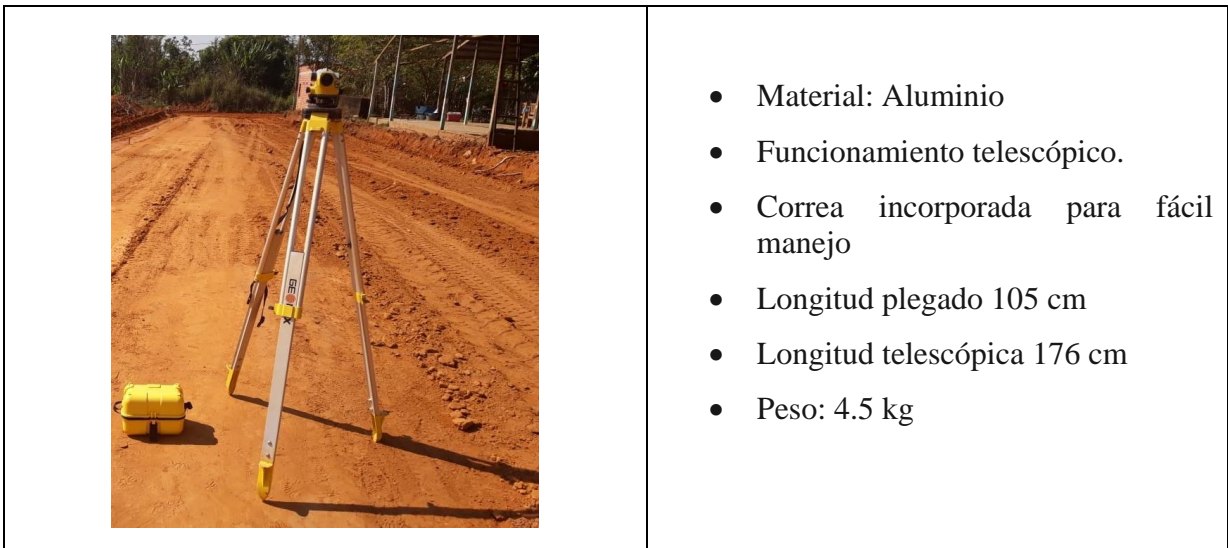 • Material: Aluminio
• Funcionamiento telescópico.
• Correa incorporada para fácil
manejo
• Longitud plegado 105 cm
• Longitud telescópica 176 cm
• Peso: 4.5 kg